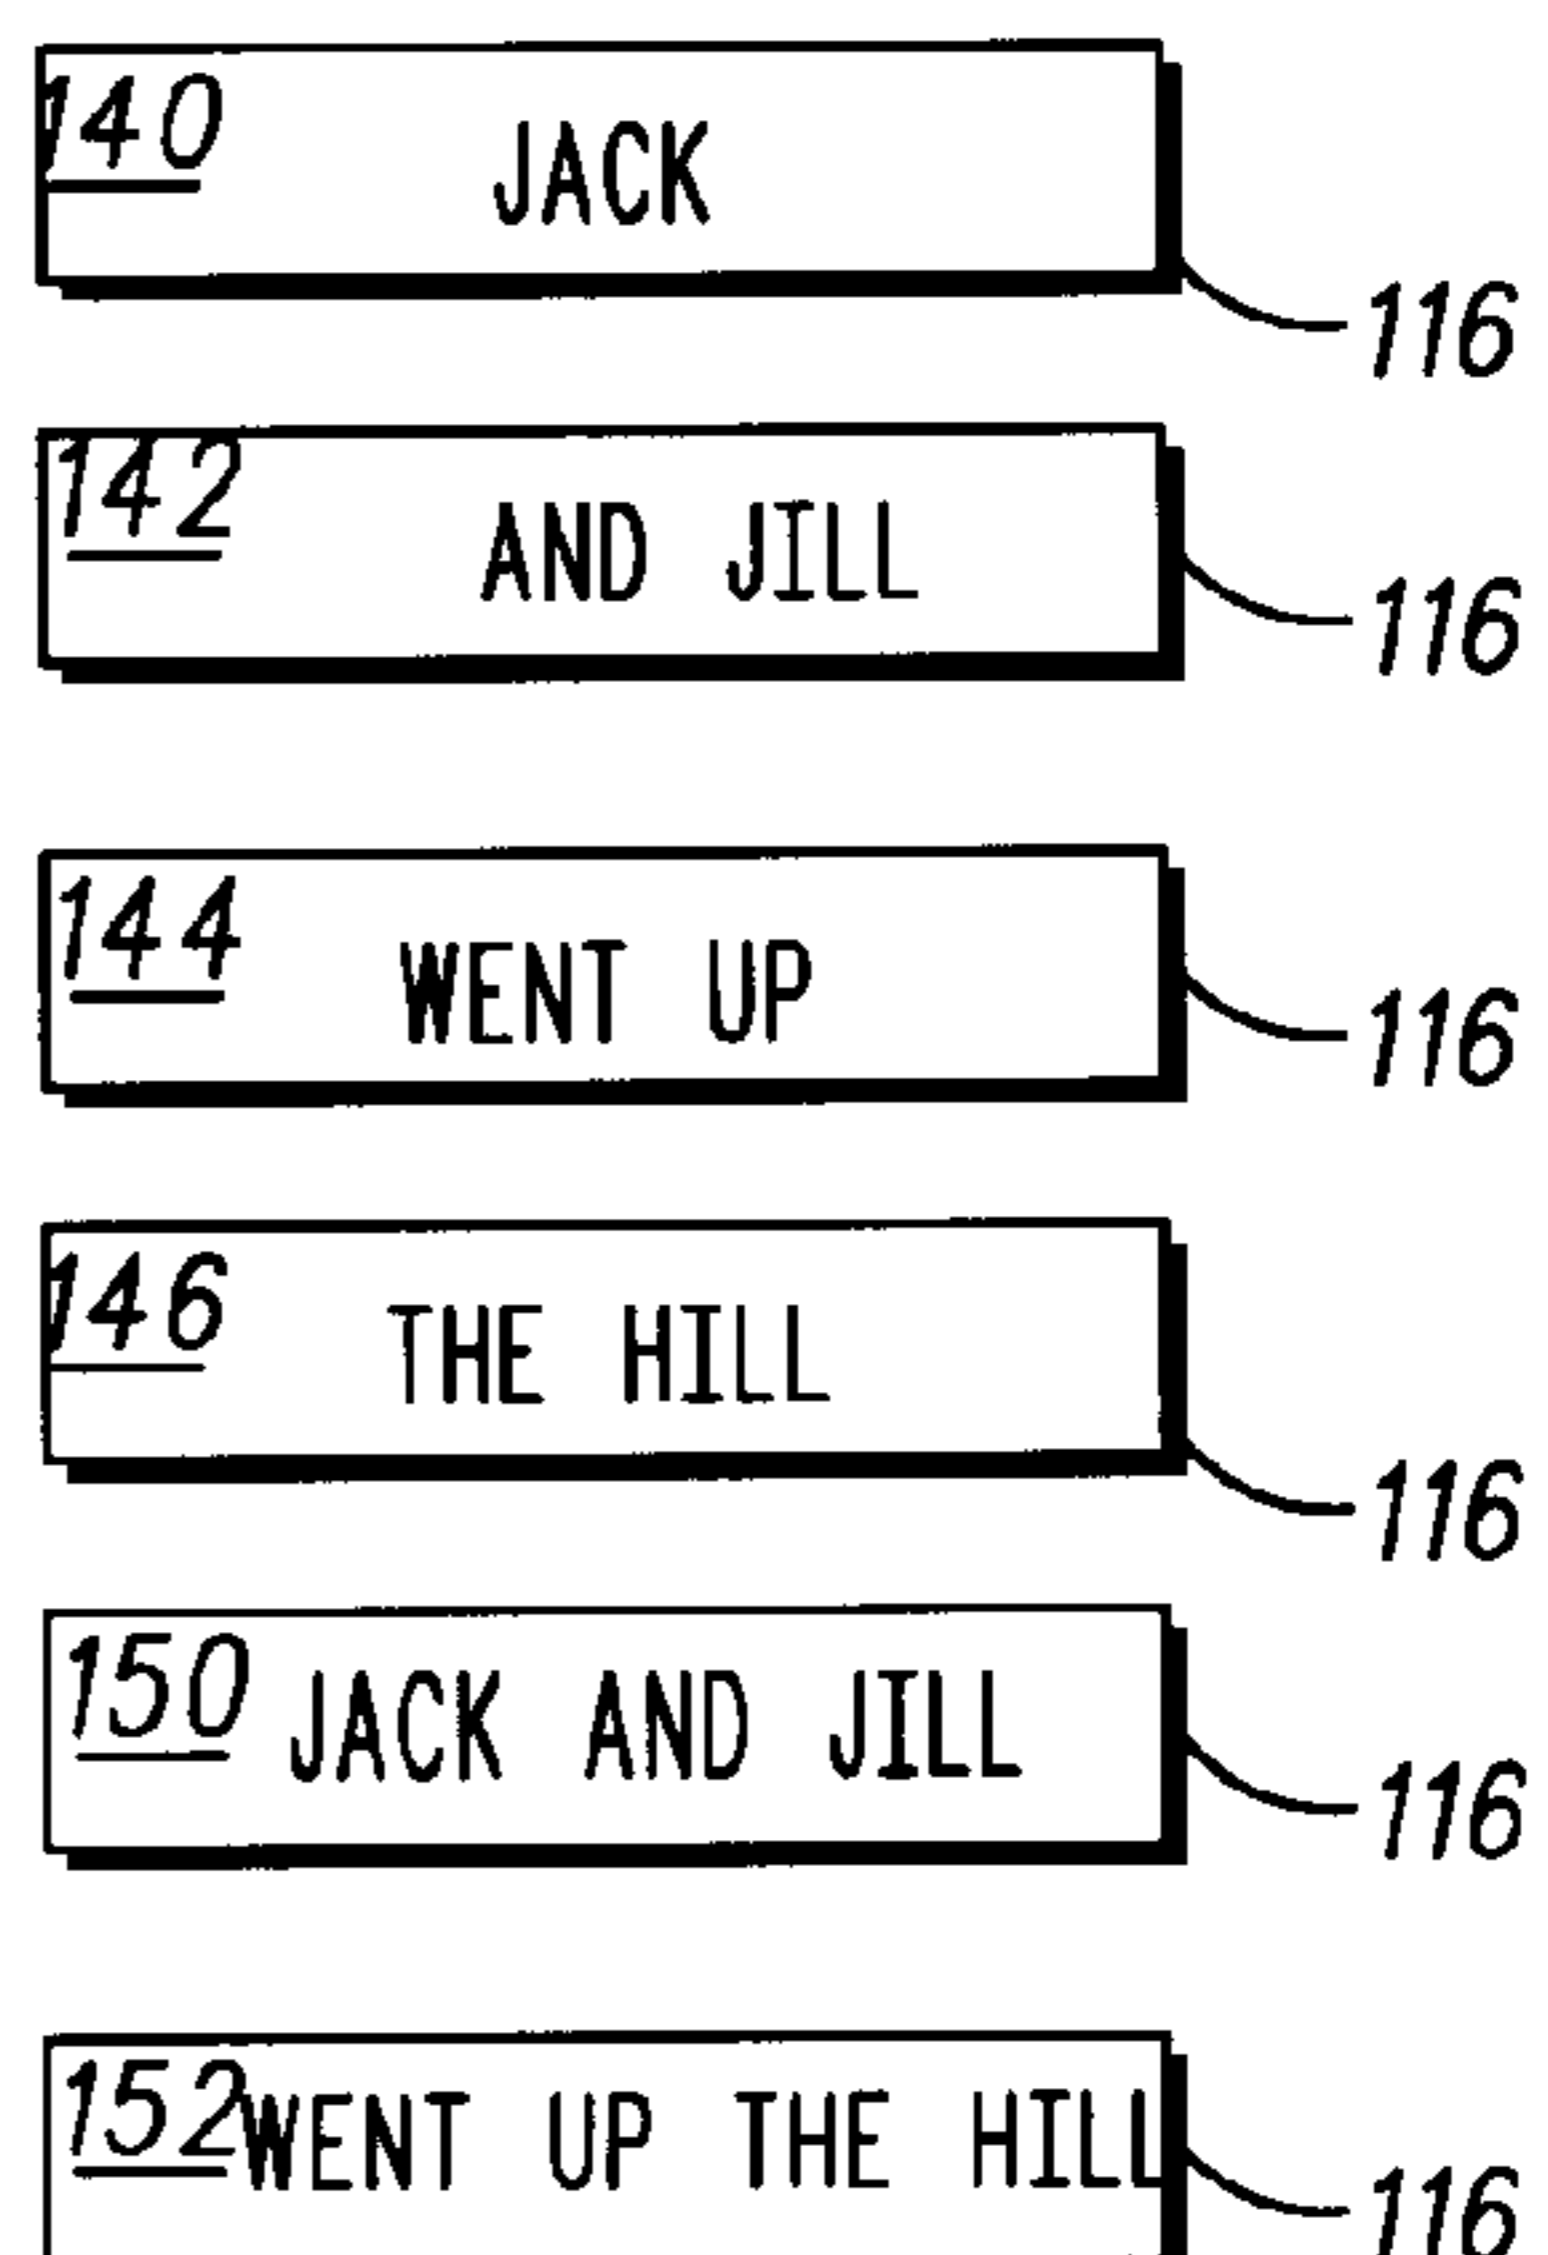 140 JACK
116
142 AND JILL
116
144 WENT UP
116
146 THE HILL
116
150 JACK AND JILL
116
152 WENT UP THE HILL
116